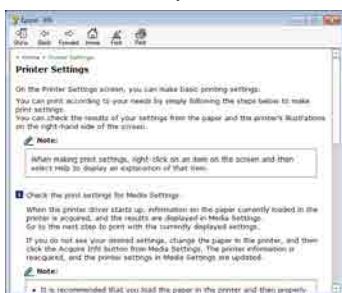 Epson
Back Forward Home Print
> Home > Printer Settings
Printer Settings
On the Printer Settings screen, you can make basic printing settings.
You can print according to your needs by simply following the steps below to make
print settings.
You can check the results of your settings from the paper and the printer's illustrations
on the right-hand side of the screen.
Note:
When making print settings, right-click on an item on the screen and then
select Help to display an explanation of that item.
1 Check the print settings for Media Settings
When the printer driver starts up, information on the paper currently loaded in the
printer is acquired, and the results are displayed in Media Settings.
Go to the next step to print with the currently displayed settings.
If you do not see your desired settings, change the paper in the printer, and then
click the Acquire Info button from Media Settings. The printer information is
reacquired, and the printer settings in Media Settings are updated.
Note:
• It is recommended that you load the paper in the printer and then properly